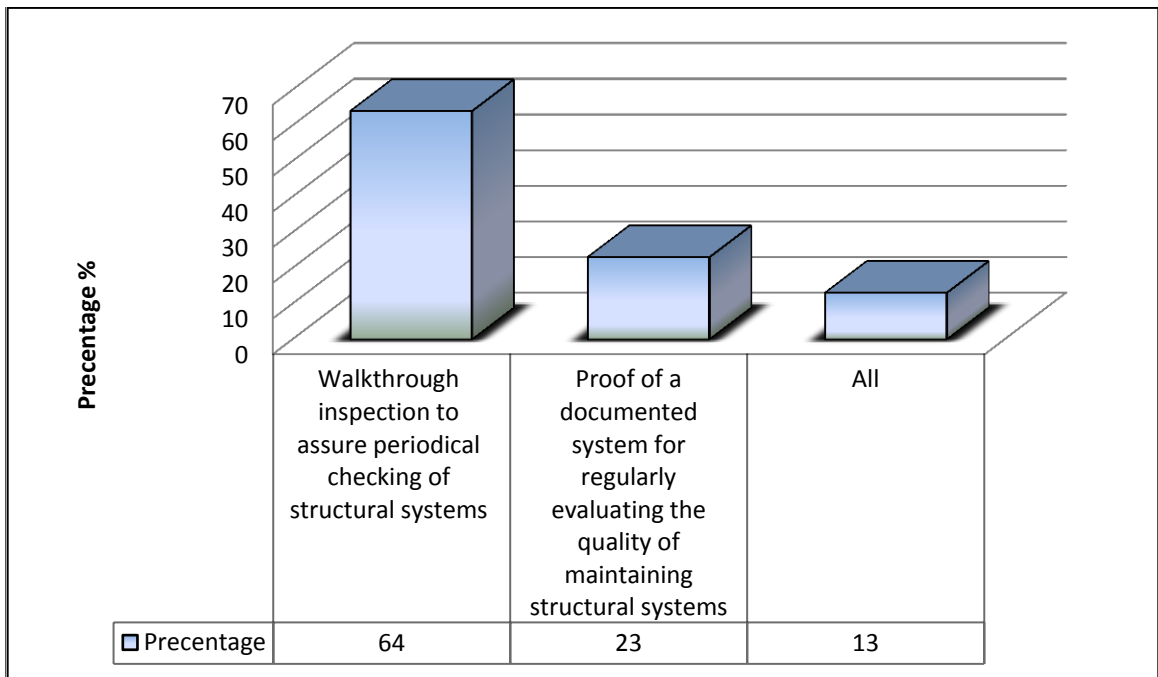 Precentage %
70
60
50
40
30
20
10
0
Walkthrough
inspection to
assure periodical
checking of
structural systems
Proof of a
documented
system for
regularly
evaluating the
quality of
maintaining
structural systems
All
Precentage 64 23 13